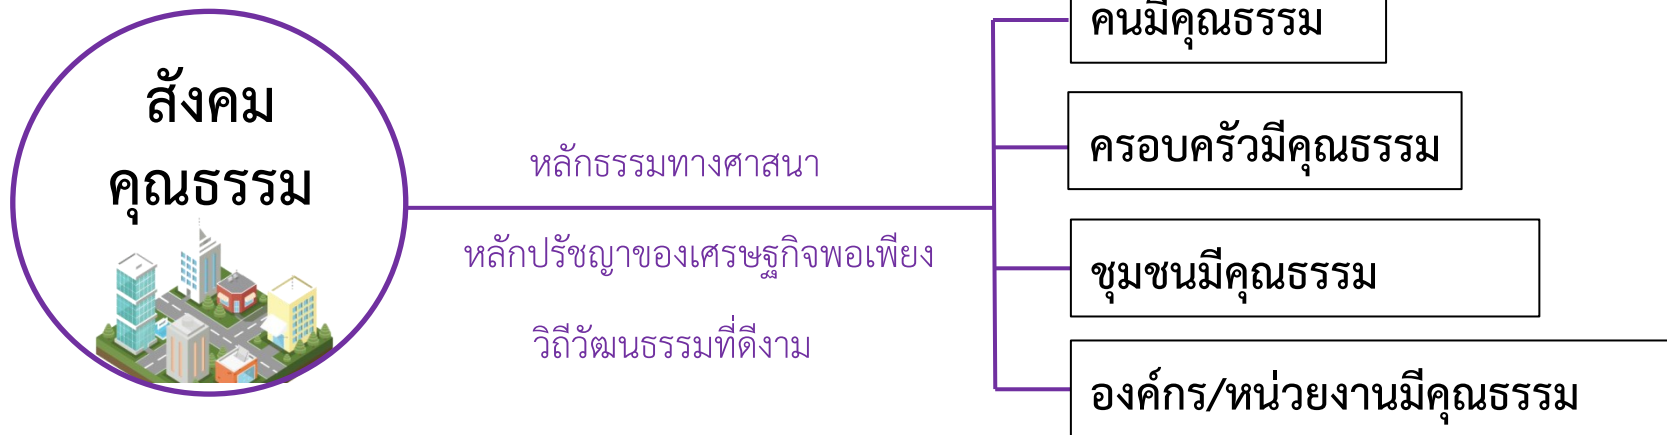 สังคม
คุณธรรม
หลักธรรมทางศาสนา
หลักปรัชญาของเศรษฐกิจพอเพียง
วิถีวัฒนธรรมที่ดีงาม
คนมีคุณธรรม
ครอบครัวมีคุณธรรม
ชุมชนมีคุณธรรม
องค์กร/หน่วยงานมีคุณธรรม